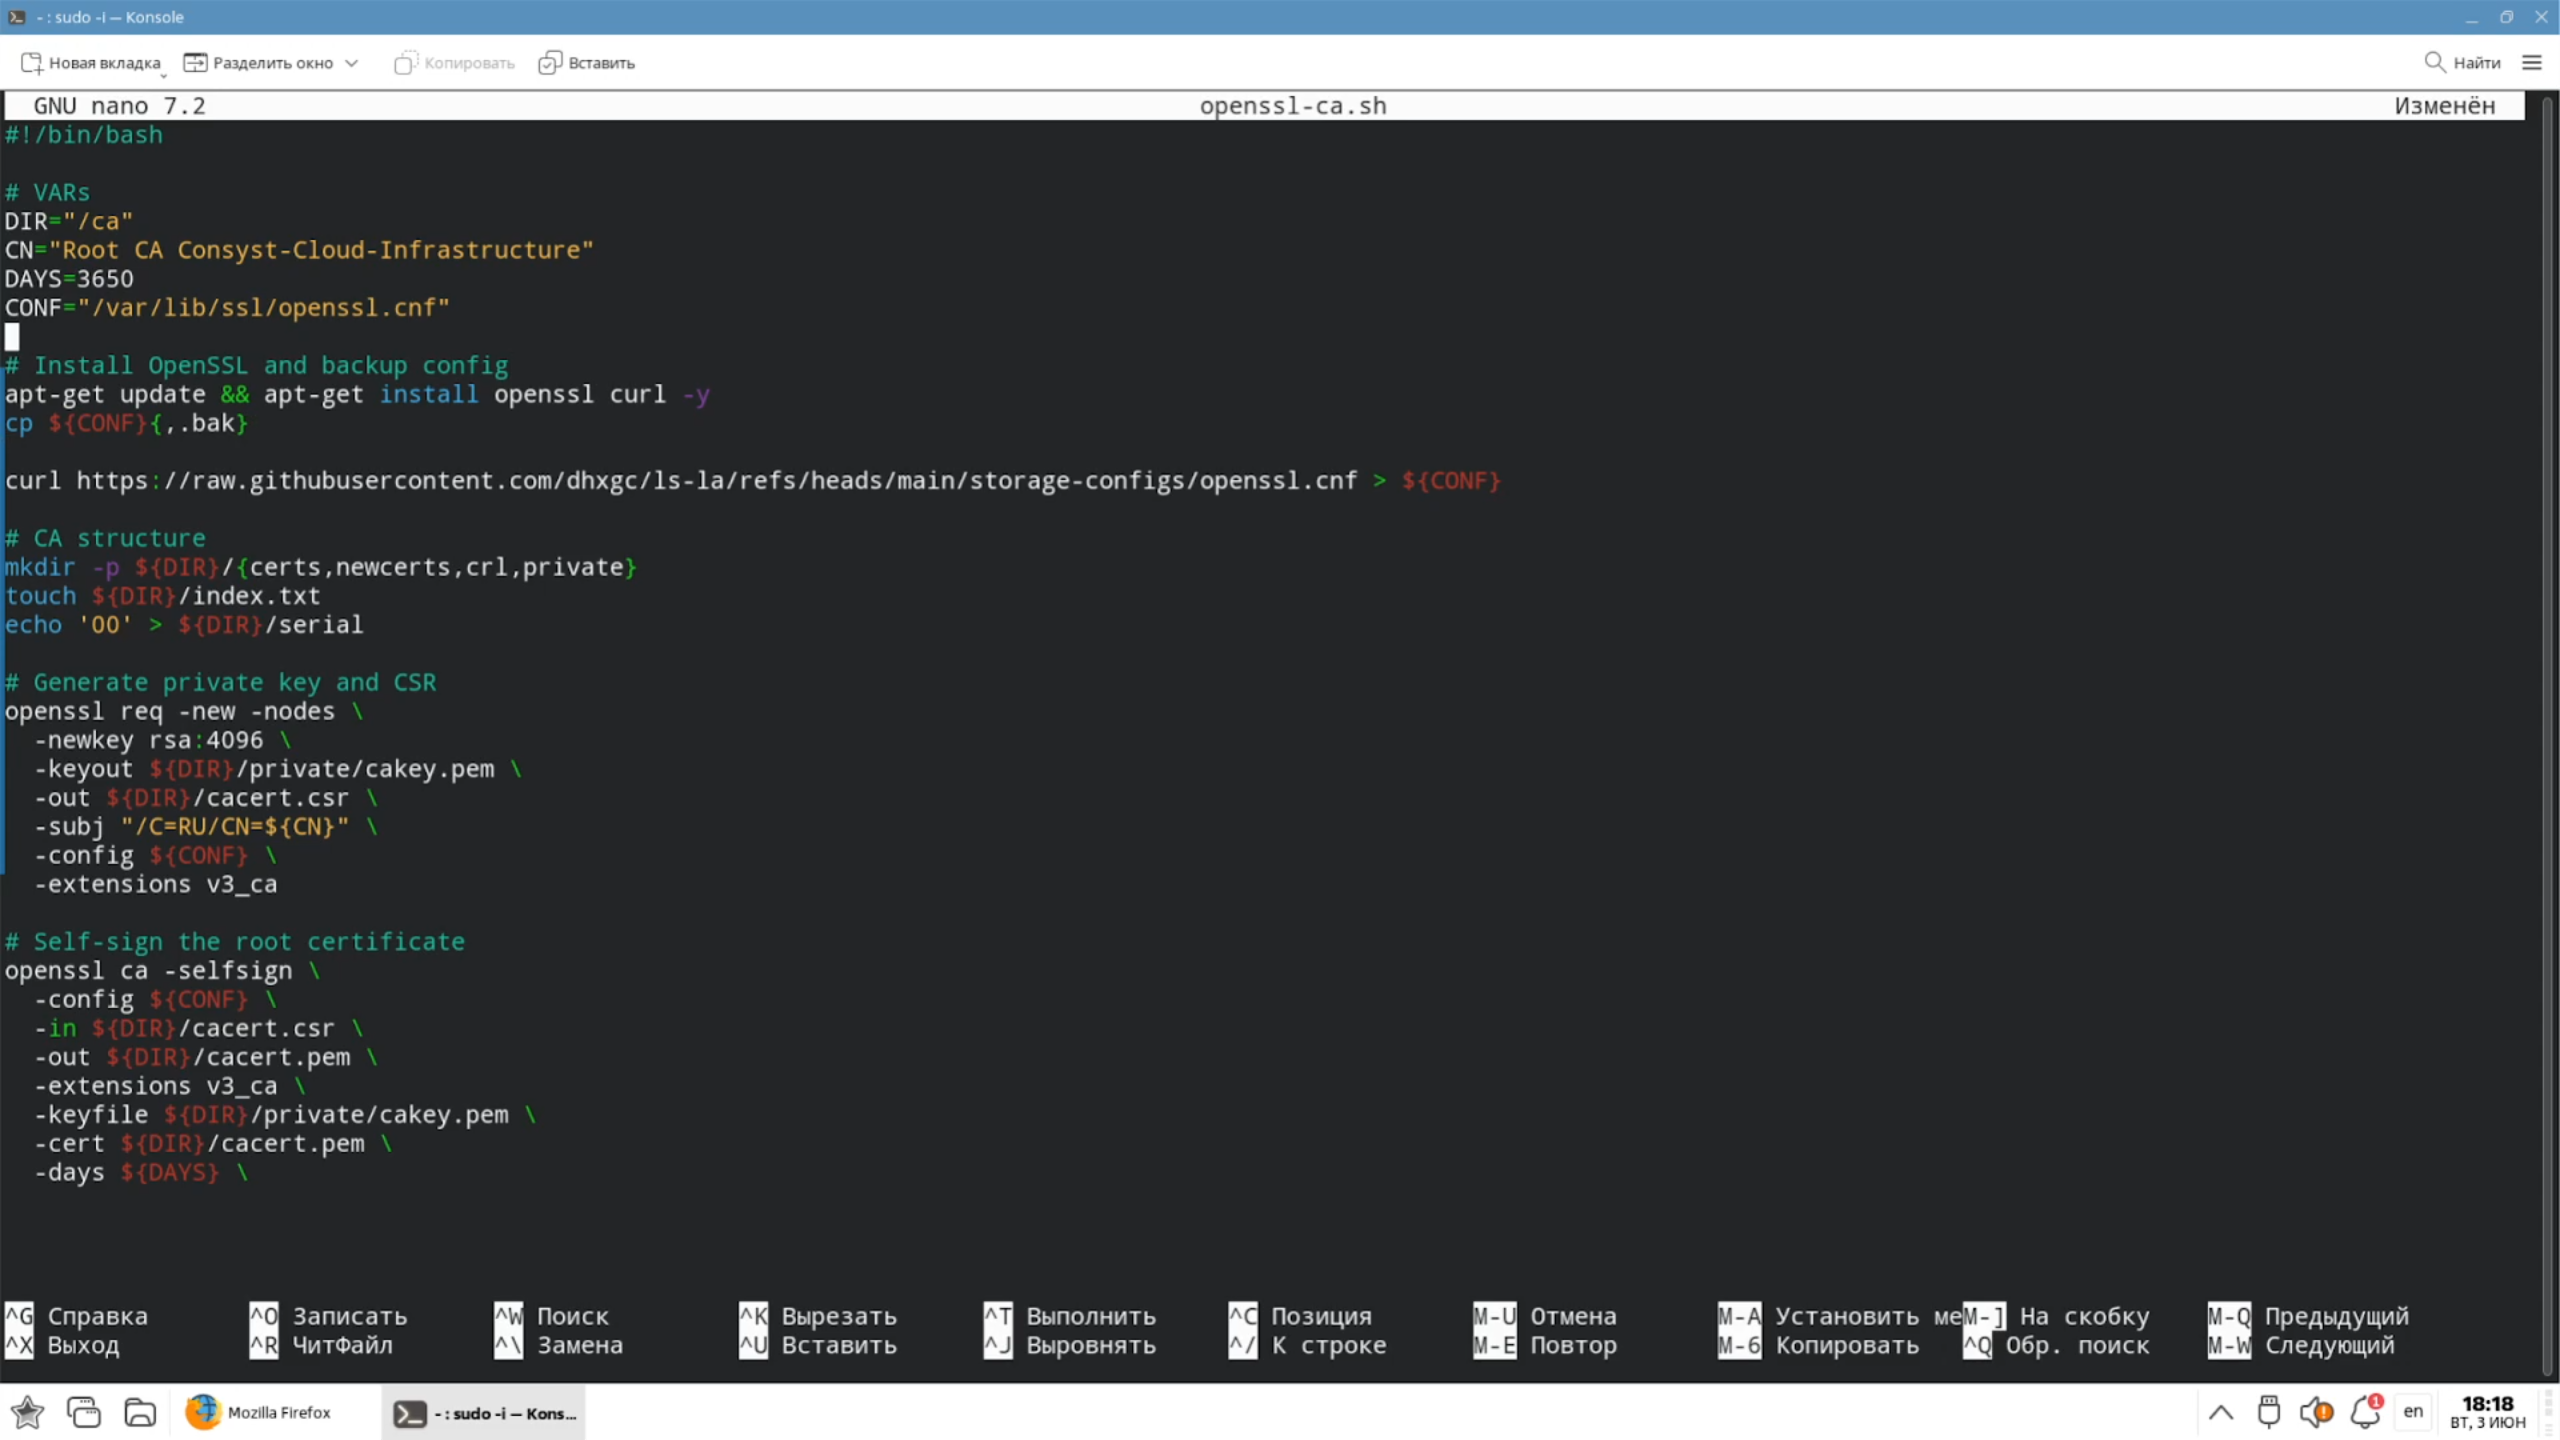 - : sudo -i — Konsole
Новая вкладка Разделить окно Копировать Вставить Найти
GNU nano 7.2 openssl-ca.sh Изменён
#!/bin/bash
# VARs
DIR="/ca"
CN="Root CA Consyst-Cloud-Infrastructure"
DAYS=3650
CONF="/var/lib/ssl/openssl.cnf"
# Install OpenSSL and backup config
apt-get update && apt-get install openssl curl -y
cp ${CONF}{,.bak}
curl https://raw.githubusercontent.com/dhxgc/ls-la/refs/heads/main/storage-configs/openssl.cnf > ${CONF}
# CA structure
mkdir -p ${DIR}/{certs,newcerts,crl,private}
touch ${DIR}/index.txt
echo '00' > ${DIR}/serial
# Generate private key and CSR
openssl req -new -nodes \
-newkey rsa:4096 \
-keyout ${DIR}/private/cakey.pem \
-out ${DIR}/cacert.csr \
-subj "/C=RU/CN=${CN}" \
-config ${CONF} \
-extensions v3_ca
# Self-sign the root certificate
openssl ca -selfsign \
-config ${CONF} \
-in ${DIR}/cacert.csr \
-out ${DIR}/cacert.pem \
-extensions v3_ca \
-keyfile ${DIR}/private/cakey.pem \
-cert ${DIR}/cacert.pem \
-days ${DAYS} \
^G Справка ^O Записать ^W Поиск ^K Вырезать ^T Выполнить ^C Позиция M-U Отмена M-A Установить меM-] На скобку M-Q Предыдущий
^X Выход ^R ЧитФайл ^\ Замена ^U Вставить ^J Выровнять ^/ К строке M-E Повтор M-6 Копировать ^Q Обр. поиск M-W Следующий
Mozilla Firefox - : sudo -i — Kons... 1 en 18:18
ВТ, 3 ИЮН